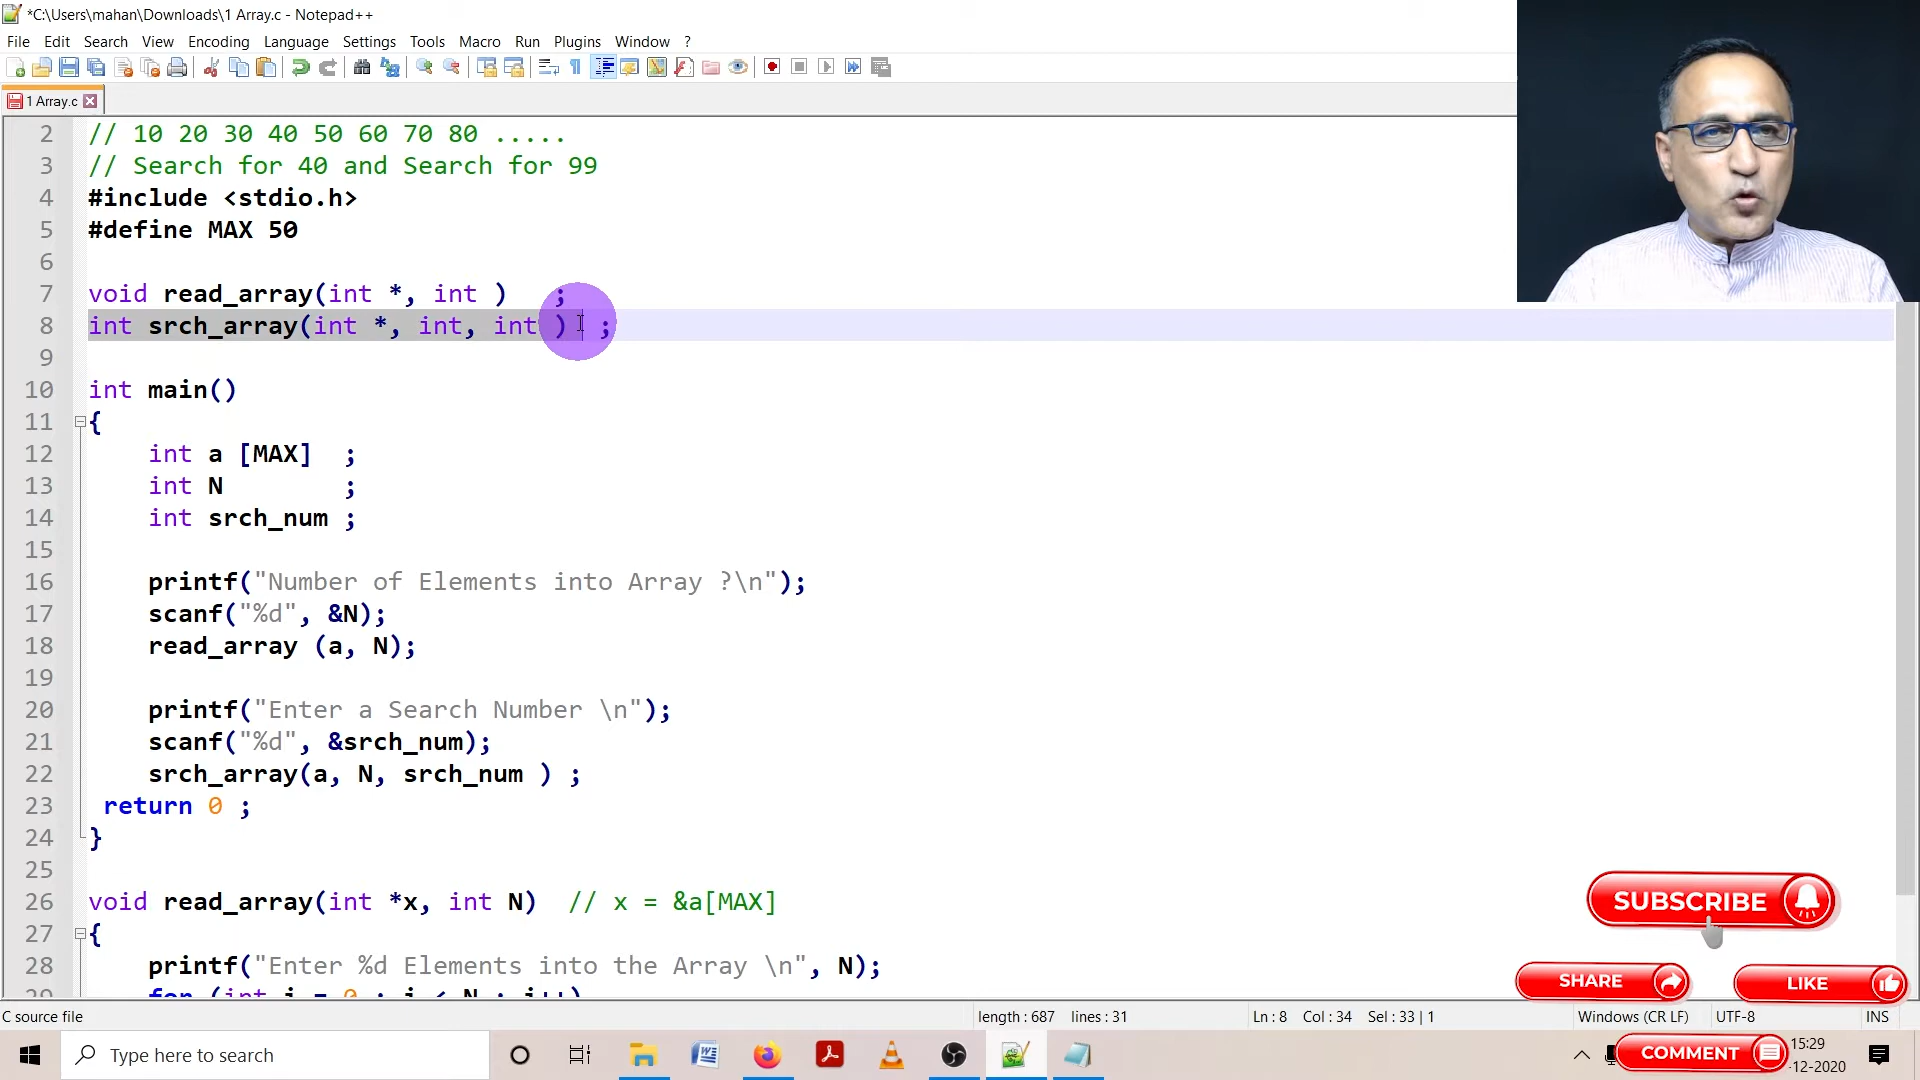 *C:\Users\mahan\Downloads\1 Array.c - Notepad++
File Edit Search View Encoding Language Settings Tools Macro Run Plugins Window ?
1 Array.c
2 // 10 20 30 40 50 60 70 80 .....
3 // Search for 40 and Search for 99
4 #include <stdio.h>
5 #define MAX 50
6
7 void read_array(int *, int ) ;
8 int srch_array(int *, int, int ) ;
9
10 int main()
11 {
12 int a [MAX] ;
13 int N ;
14 int srch_num ;
15
16 printf("Number of Elements into Array ?\n");
17 scanf("%d", &N);
18 read_array (a, N);
19
20 printf("Enter a Search Number \n");
21 scanf("%d", &srch_num);
22 srch_array(a, N, srch_num ) ;
23 return 0 ;
24 }
25
26 void read_array(int *x, int N) // x = &a[MAX]
27 {
28 printf("Enter %d Elements into the Array \n", N);
29 for (int i = 0 ; i < N ; i++)
SUBSCRIBE
SHARE
LIKE
C source file length : 687 lines : 31 Ln : 8 Col : 34 Sel : 33 | 1 Windows (CR LF) UTF-8 INS
Type here to search
COMMENT
15:29
-12-2020